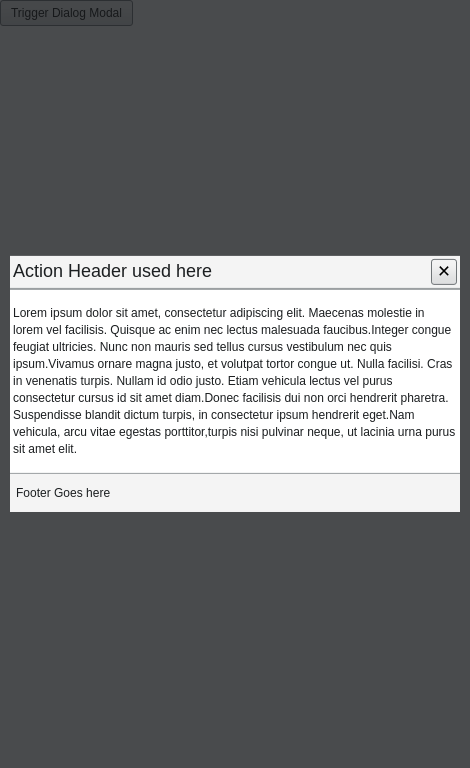 Trigger Dialog Modal
Action Header used here
Lorem ipsum dolor sit amet, consectetur adipiscing elit. Maecenas molestie in
lorem vel facilisis. Quisque ac enim nec lectus malesuada faucibus.Integer congue
feugiat ultricies. Nunc non mauris sed tellus cursus vestibulum nec quis
ipsum.Vivamus ornare magna justo, et volutpat tortor congue ut. Nulla facilisi. Cras
in venenatis turpis. Nullam id odio justo. Etiam vehicula lectus vel purus
consectetur cursus id sit amet diam.Donec facilisis dui non orci hendrerit pharetra.
Suspendisse blandit dictum turpis, in consectetur ipsum hendrerit eget.Nam
vehicula, arcu vitae egestas porttitor,turpis nisi pulvinar neque, ut lacinia urna purus
sit amet elit.
Footer Goes here